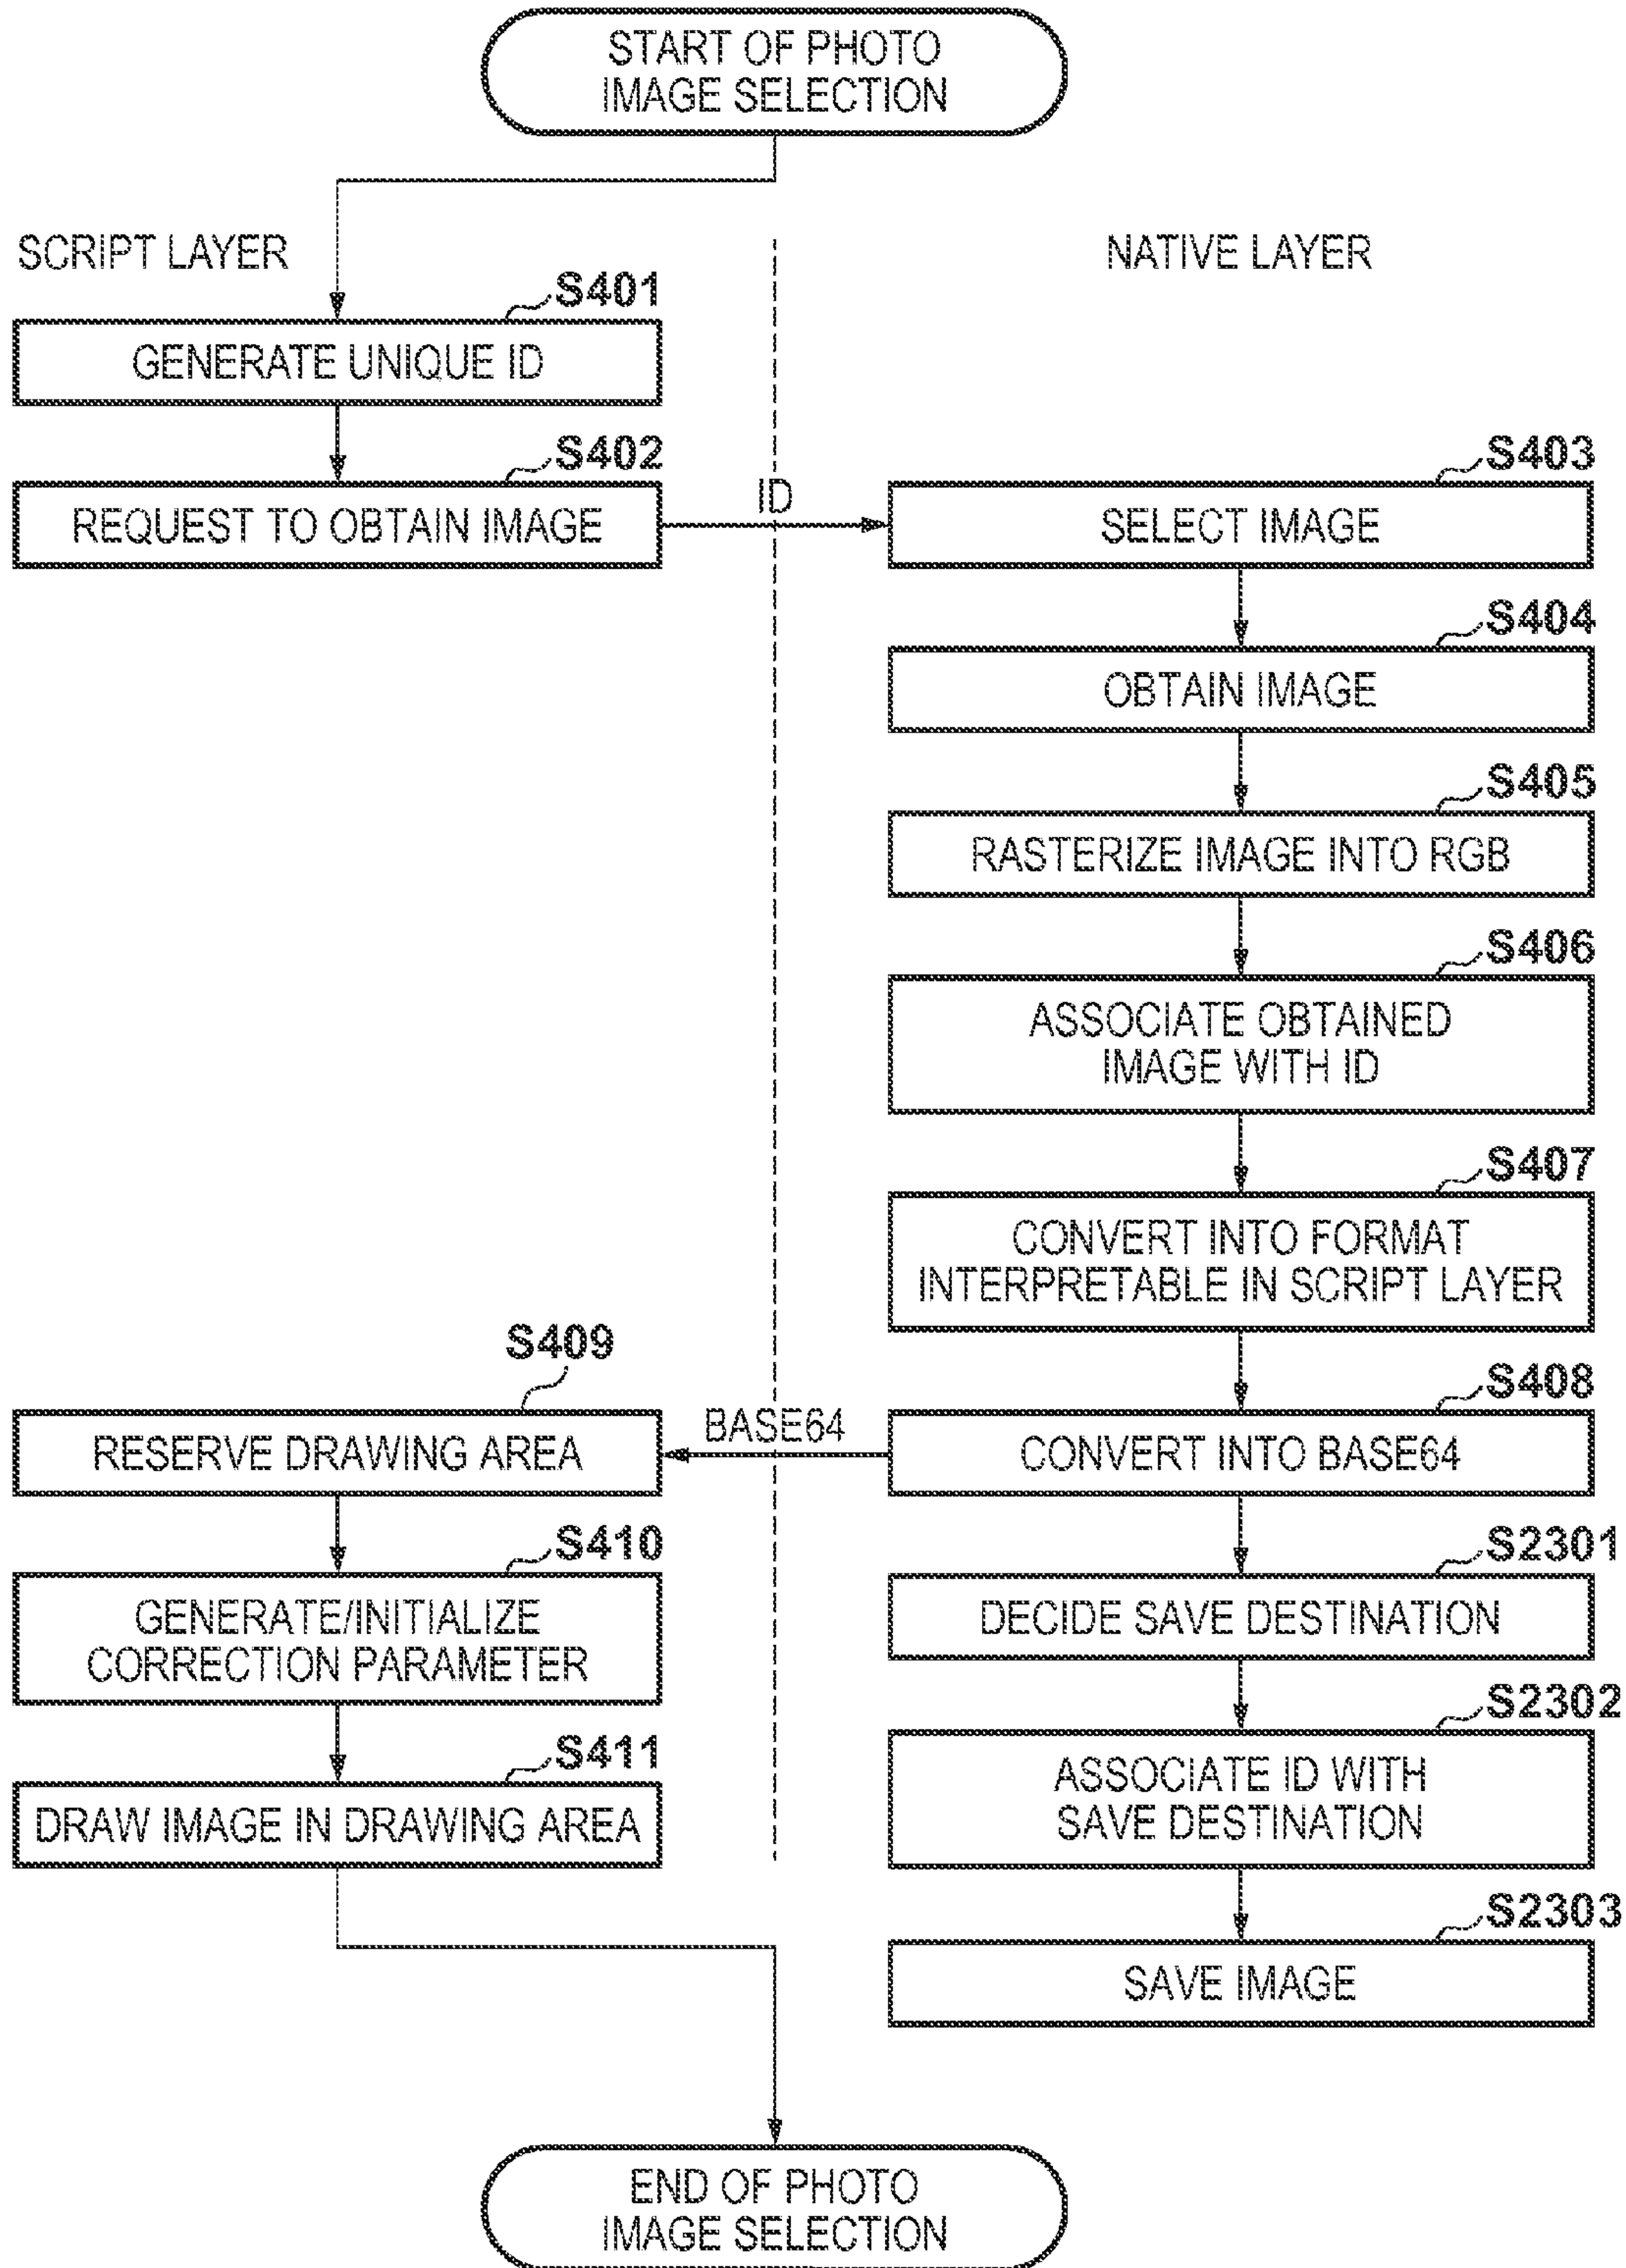 START OF PHOTO
IMAGE SELECTION
SCRIPT LAYER
NATIVE LAYER
S401
GENERATE UNIQUE ID
S402
REQUEST TO OBTAIN IMAGE
ID
S403
SELECT IMAGE
S404
OBTAIN IMAGE
S405
RASTERIZE IMAGE INTO RGB
S406
ASSOCIATE OBTAINED
IMAGE WITH ID
S407
CONVERT INTO FORMAT
INTERPRETABLE IN SCRIPT LAYER
S408
CONVERT INTO BASE64
BASE64
S409
RESERVE DRAWING AREA
S410
GENERATE/INITIALIZE
CORRECTION PARAMETER
S411
DRAW IMAGE IN DRAWING AREA
S2301
DECIDE SAVE DESTINATION
S2302
ASSOCIATE ID WITH
SAVE DESTINATION
S2303
SAVE IMAGE
END OF PHOTO
IMAGE SELECTION